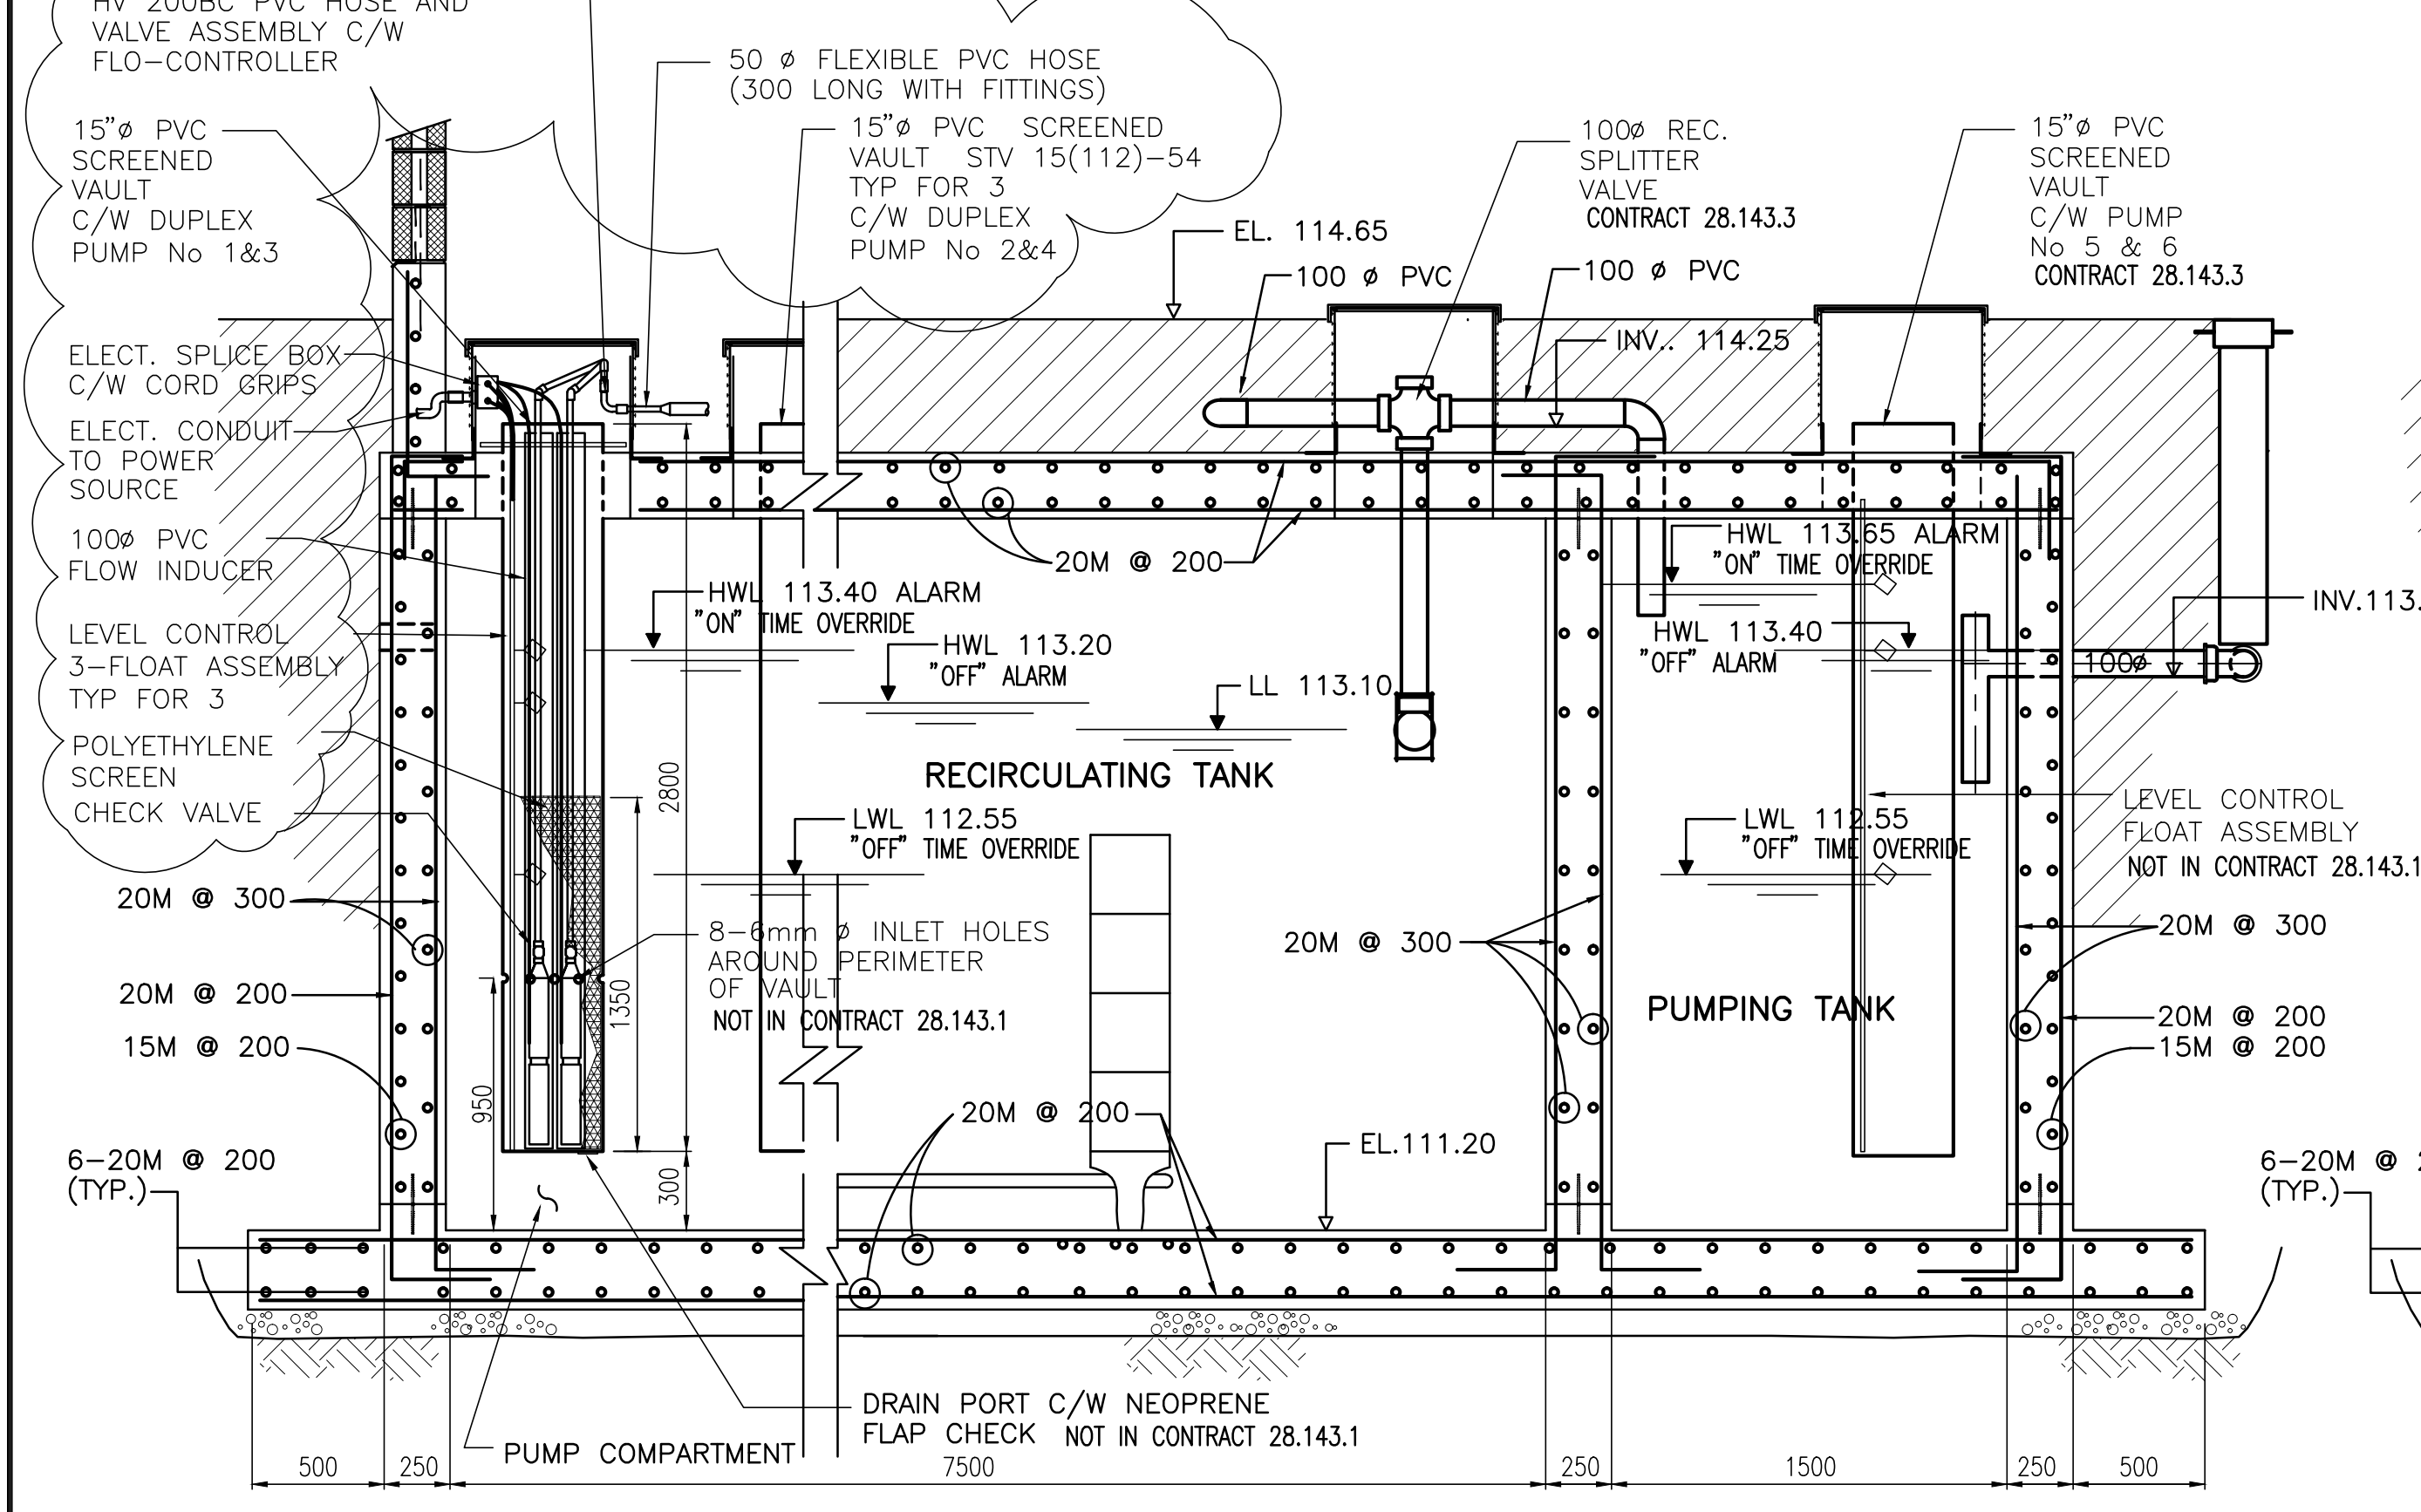 HV 200BC PVC HOSE AND
VALVE ASSEMBLY C/W
FLO-CONTROLLER
50 ø FLEXIBLE PVC HOSE
(300 LONG WITH FITTINGS)
15"ø PVC
SCREENED
VAULT
C/W DUPLEX
PUMP No 1&3
15"ø PVC SCREENED
VAULT STV 15(112)-54
TYP FOR 3
C/W DUPLEX
PUMP No 2&4
100ø REC.
SPLITTER
VALVE
CONTRACT 28.143.3
15"ø PVC
SCREENED
VAULT
C/W PUMP
No 5 & 6
CONTRACT 28.143.3
EL. 114.65
100 ø PVC
100 ø PVC
INV.. 114.25
ELECT. SPLICE BOX
C/W CORD GRIPS
ELECT. CONDUIT
TO POWER
SOURCE
100ø PVC
FLOW INDUCER
LEVEL CONTROL
3-FLOAT ASSEMBLY
TYP FOR 3
POLYETHYLENE
SCREEN
CHECK VALVE
20M @ 200
HWL 113.40 ALARM
"ON" TIME OVERRIDE
HWL 113.20
"OFF" ALARM
LL 113.10
HWL 113.65 ALARM
"ON" TIME OVERRIDE
HWL 113.40
"OFF" ALARM
INV.113.
100ø
RECIRCULATING TANK
2800
LWL 112.55
"OFF" TIME OVERRIDE
LWL 112.55
"OFF" TIME OVERRIDE
LEVEL CONTROL
FLOAT ASSEMBLY
NOT IN CONTRACT 28.143.1
20M @ 300
8-6mm ø INLET HOLES
AROUND PERIMETER
OF VAULT
NOT IN CONTRACT 28.143.1
20M @ 300
20M @ 300
20M @ 200
1350
PUMPING TANK
20M @ 200
15M @ 200
15M @ 200
950
20M @ 200
EL.111.20
6-20M @ 200
(TYP.)
300
6-20M @ 2
(TYP.)
DRAIN PORT C/W NEOPRENE
FLAP CHECK NOT IN CONTRACT 28.143.1
PUMP COMPARTMENT
500
250
7500
250
1500
250
500